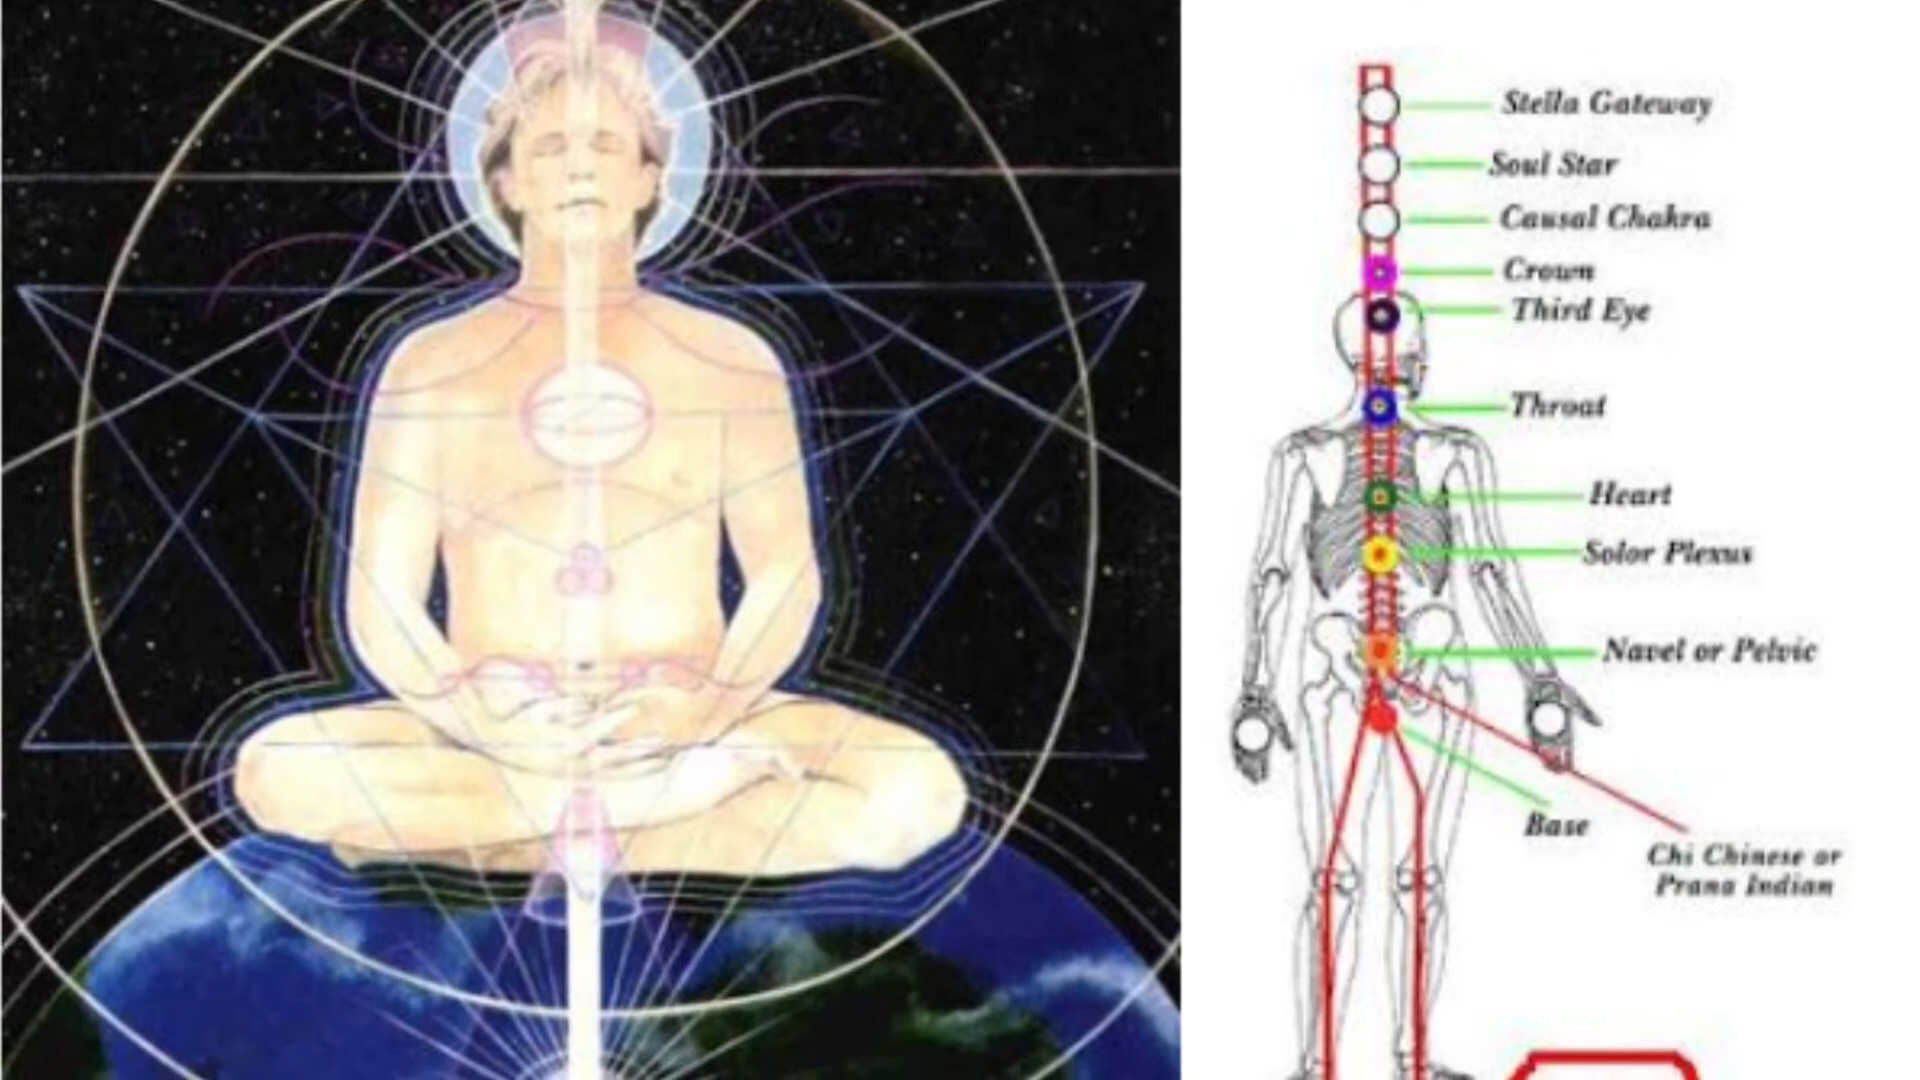 Stella Gateway
Soul Star
Causal Chakra
Crown
Third Eye
Throat
Heart
Solor Plexus
Navel or Pelvic
Base
Chi Chinese or
Prana Indian